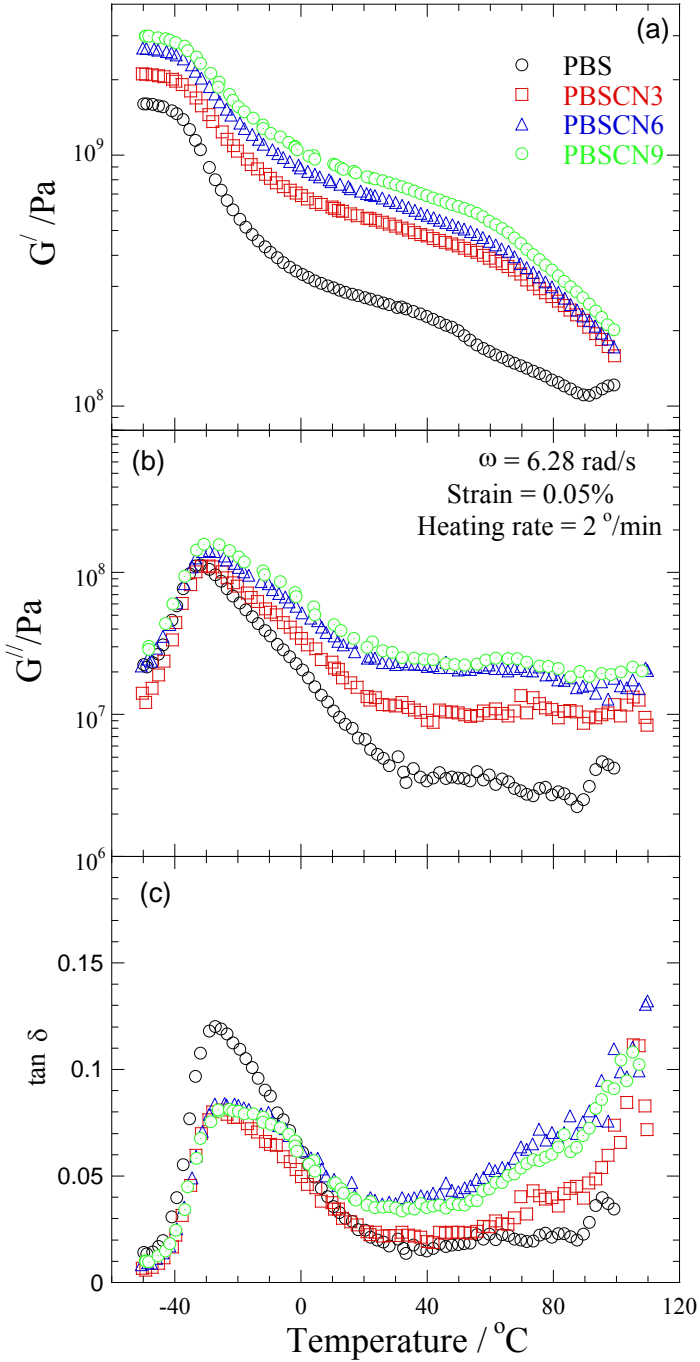 (a)
PBS
PBSCN3
PBSCN6
PBSCN9
10^9
10^8
G^/ /Pa
(b)
ω = 6.28 rad/s
Strain = 0.05%
Heating rate = 2 °/min
10^8
10^7
10^6
G^// /Pa
(c)
0.15
0.1
0.05
0
tan δ
-40 0 40 80 120
Temperature / °C